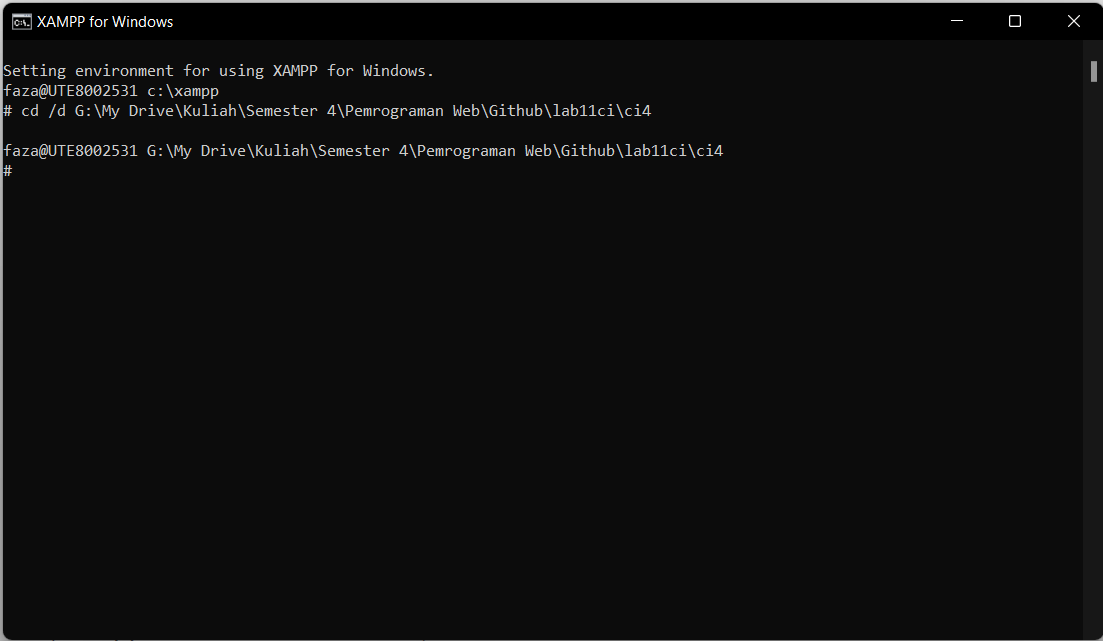 XAMPP for Windows
Setting environment for using XAMPP for Windows.
faza@UTE8002531 c:\xampp
# cd /d G:\My Drive\Kuliah\Semester 4\Pemrograman Web\Github\lab11ci\ci4
faza@UTE8002531 G:\My Drive\Kuliah\Semester 4\Pemrograman Web\Github\lab11ci\ci4
#